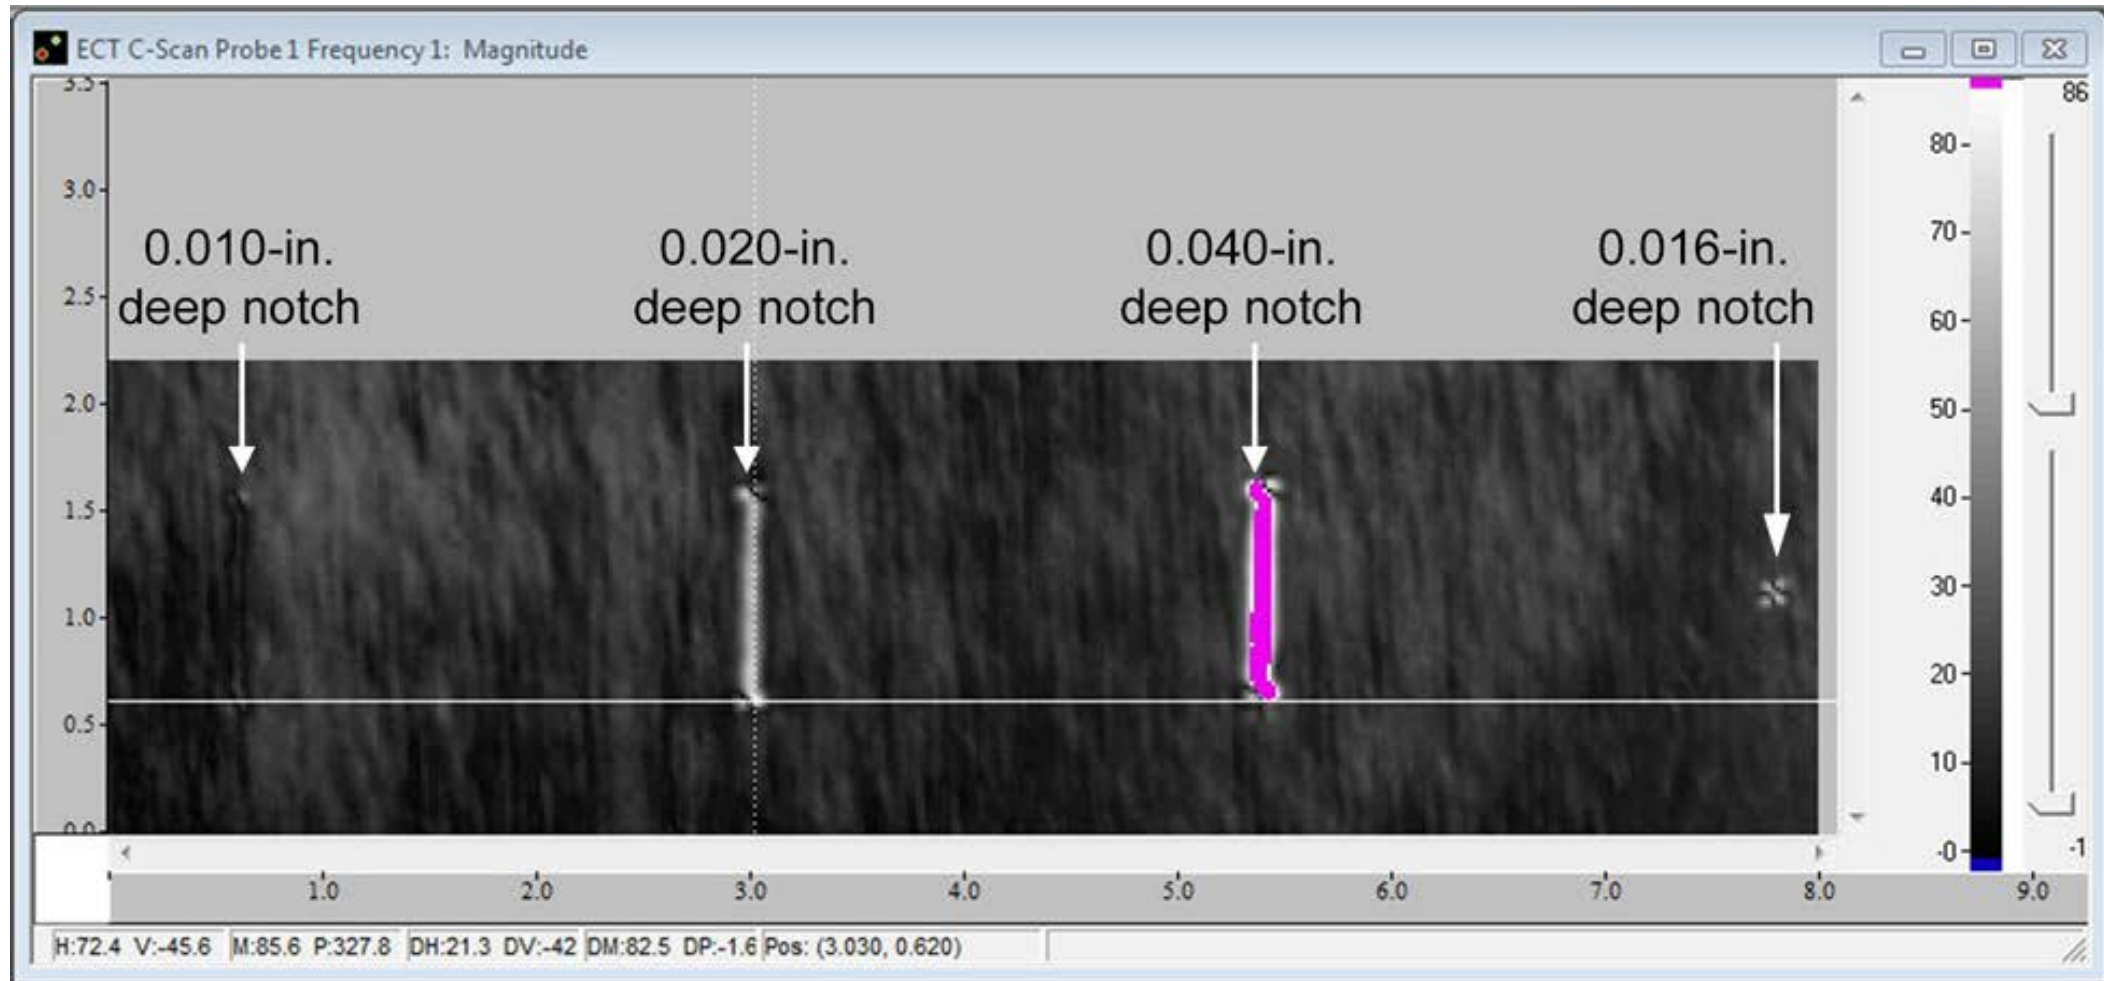 ECT C-Scan Probe 1 Frequency 1: Magnitude
3.5
86
80
3.0
70
0.010-in.
deep notch
0.020-in.
deep notch
0.040-in.
deep notch
0.016-in.
deep notch
2.5
60
2.0
50
1.5
40
1.0
30
0.5
20
10
0.0
-0
-1
1.0 2.0 3.0 4.0 5.0 6.0 7.0 8.0 9.0
H:72.4 V:-45.6 M:85.6 P:327.8 DH:21.3 DV:-42 DM:82.5 DP:-1.6 Pos: (3.030, 0.620)